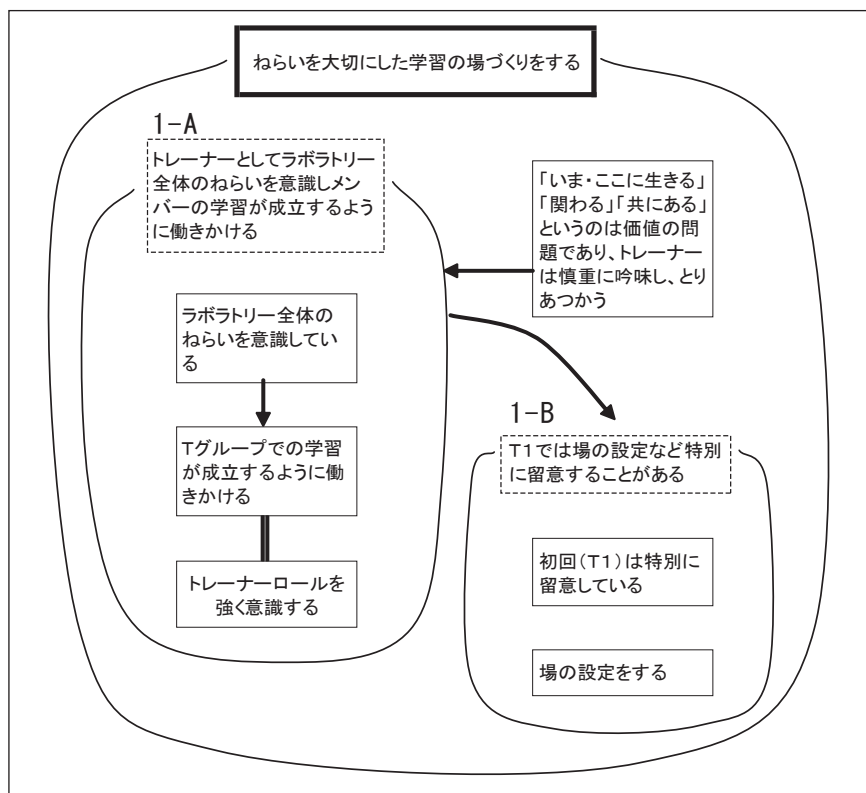 ねらいを大切にした学習の場づくりをする
1-A
トレーナーとしてラボラトリー
全体のねらいを意識しメン
バーの学習が成立するよう
に働きかける
「いま・ここに生きる」
「関わる」「共にある」
というのは価値の問
題であり、トレーナー
は慎重に吟味し、とり
あつかう
ラボラトリー全体の
ねらいを意識してい
る
Tグループでの学習
が成立するように働
きかける
トレーナーロールを
強く意識する
1-B
T1では場の設定など特別
に留意することがある
初回(T1)は特別に
留意している
場の設定をする